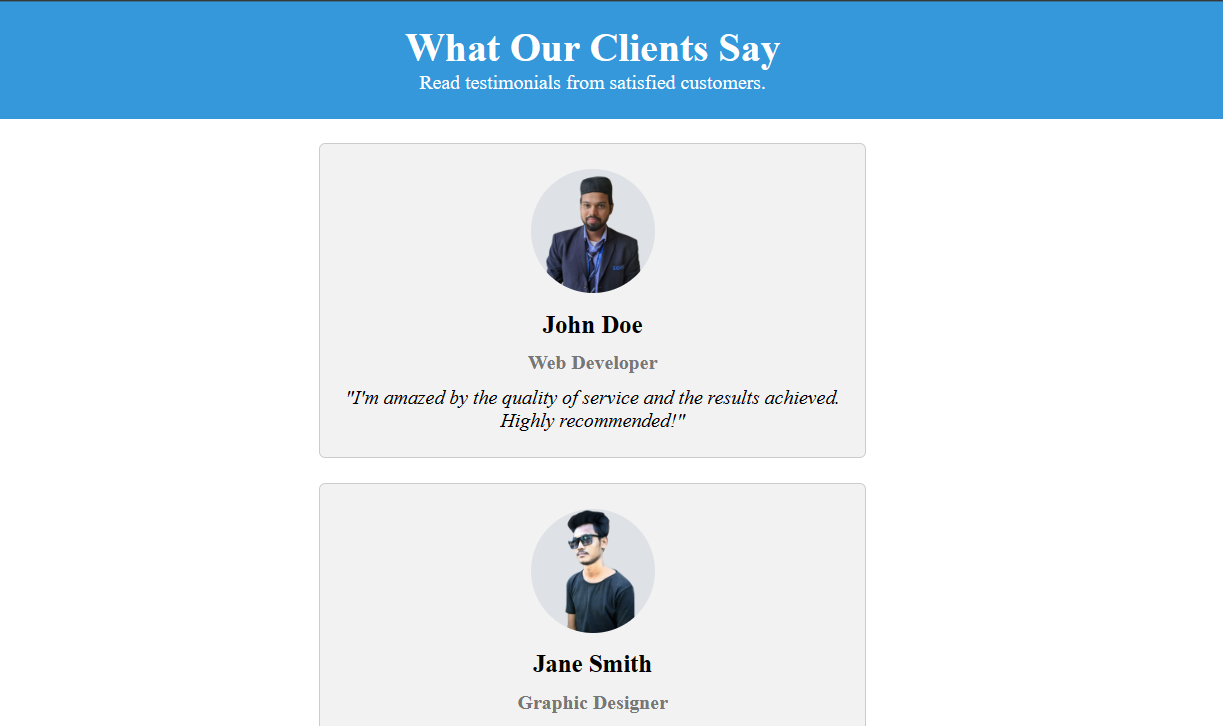 What Our Clients Say
Read testimonials from satisfied customers.
John Doe
Web Developer
"I'm amazed by the quality of service and the results achieved.
Highly recommended!"
Jane Smith
Graphic Designer